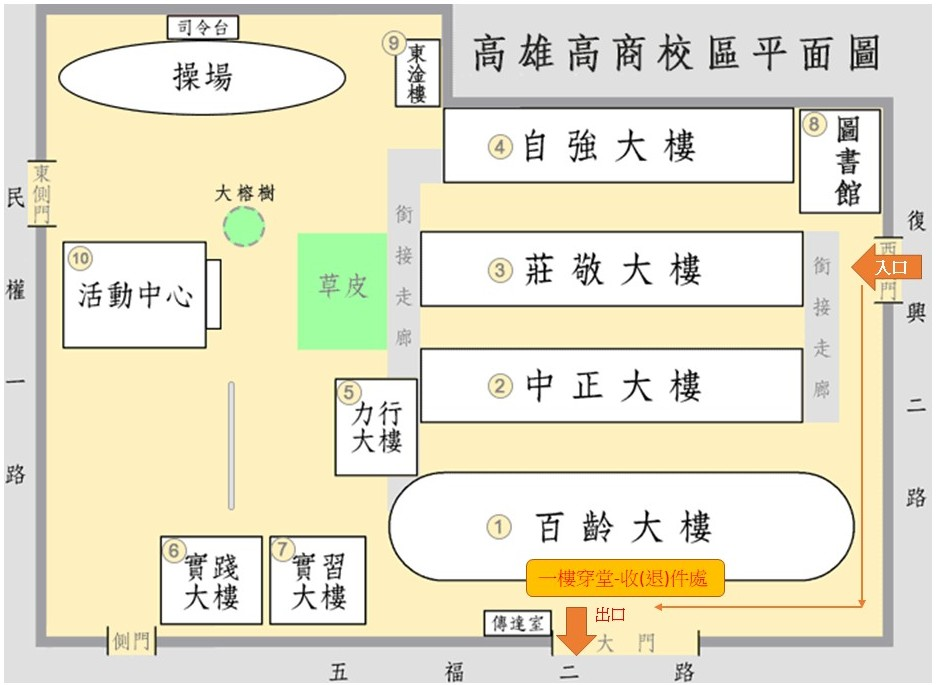 高雄高商校區平面圖
司令台
操場
⑨
東淦樓
④ 自強大樓
⑧
圖書館
東側門
大榕樹
民權一路
復興二路
銜接走廊
草皮
⑩
活動中心
③ 莊敬大樓
銜接走廊
西
門
入口
② 中正大樓
⑤
力行
大樓
① 百齡大樓
⑥
實踐
大樓
⑦
實習
大樓
一樓穿堂-收(退)件處
傳達室
出口
側門
大門
五福二路